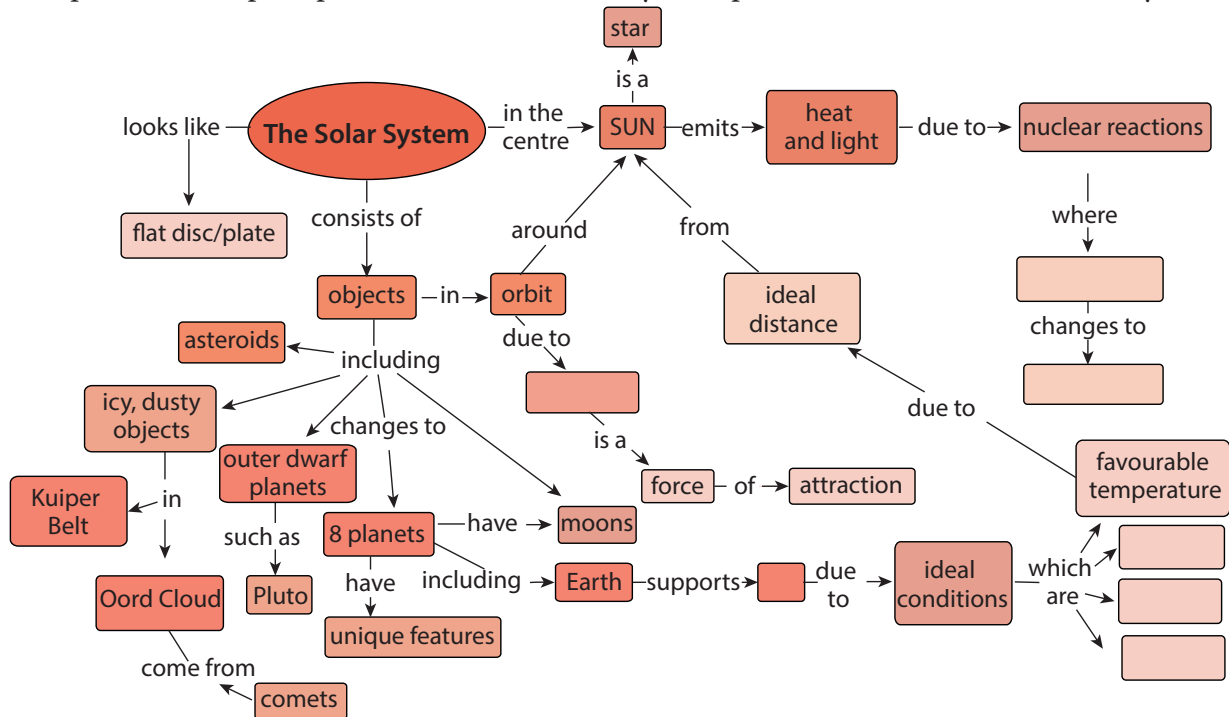 star
is a
looks like
The Solar System
in the
centre
SUN
emits
heat
and light
due to
nuclear reactions
flat disc/plate
consists of
around
from
where
objects
in
orbit
ideal
distance
changes to
asteroids
including
due to
icy, dusty
objects
changes to
is a
due to
outer dwarf
planets
favourable
temperature
Kuiper
Belt
in
force
of
attraction
such as
8 planets
have
moons
Oord Cloud
Pluto
have
including
Earth
supports
due
to
ideal
conditions
which
are
unique features
come from
comets